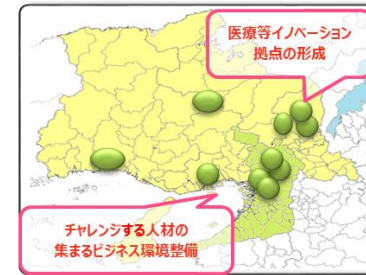 医療等イノベーション
拠点の形成
チャレンジする人材の
集まるビジネス環境整備